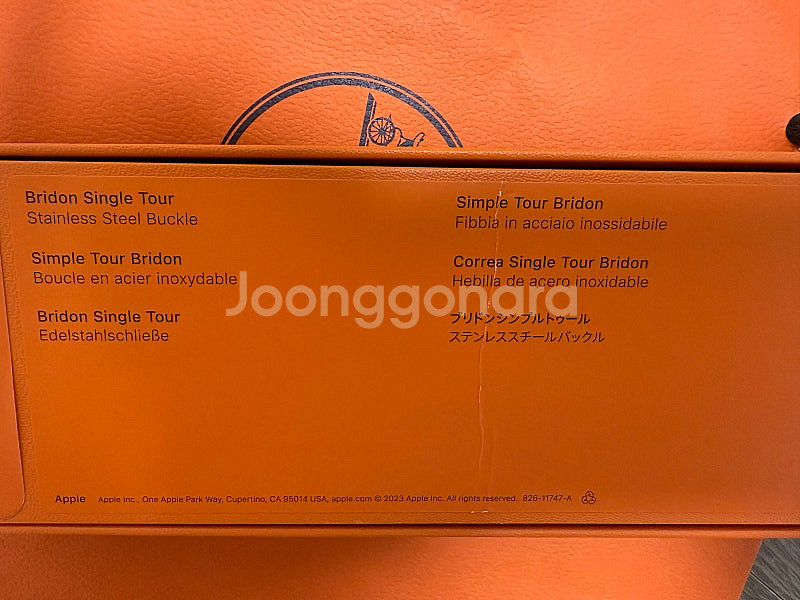 Bridon Single Tour
Stainless Steel Buckle
Simple Tour Bridon
Boucle en acier inoxydable
Bridon Single Tour
Edelstahlschließe
Simple Tour Bridon
Fibbia in acciaio inossidabile
Correa Single Tour Bridon
Hebilla de acero inoxidable
ブリドンシンプルトゥール
ステンレススチールバックル
Joonggonara
Apple Apple Inc., One Apple Park Way, Cupertino, CA 95014 USA, apple.com © 2023 Apple Inc. All rights reserved. 826-11747-A